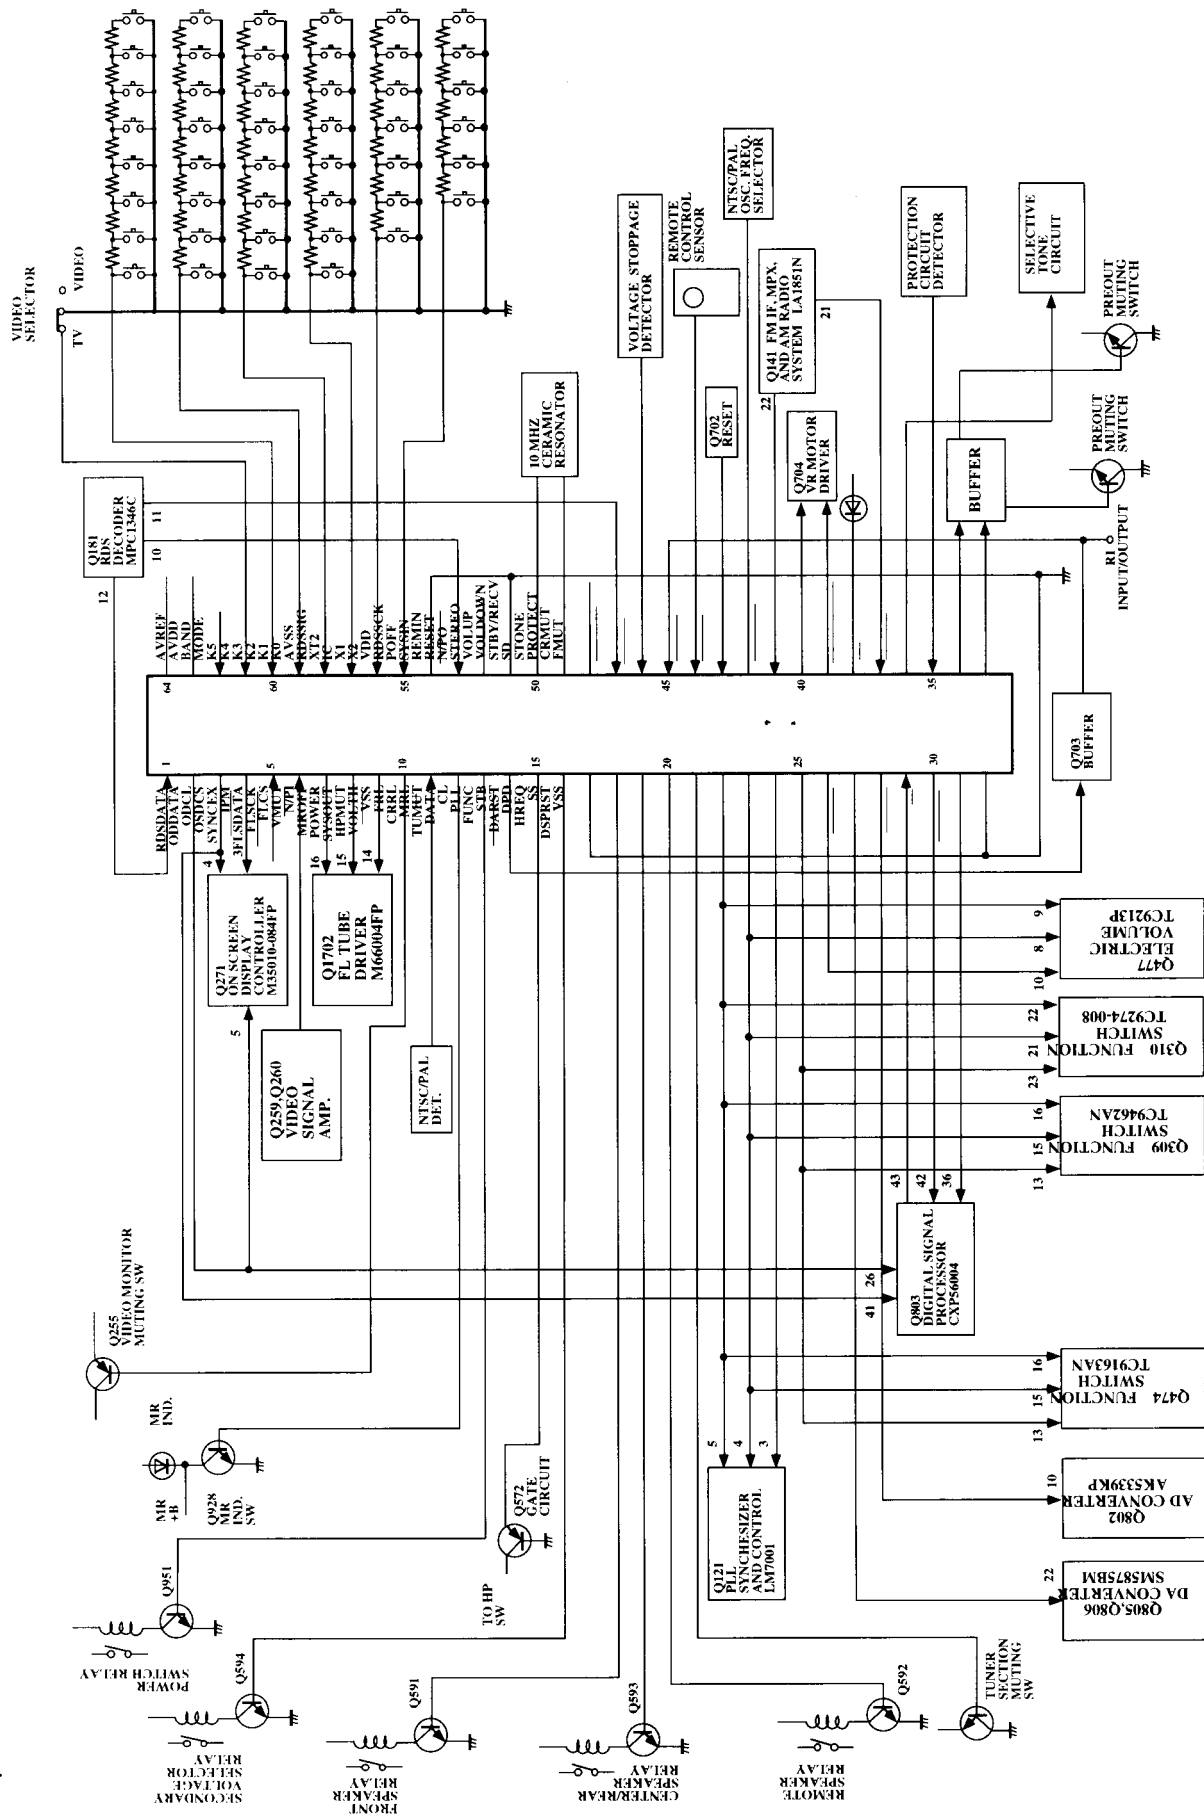 VIDEO
SELECTOR
TV
VIDEO
Q181
RDS
DECODER
MPC1346C
10
11
12
10 MHZ
CERAMIC
RESONATOR
VOLTAGE STOPPAGE
DETECTOR
REMOTE
CONTROL
SENSOR
Q702
RESET
NTSC/PAL
OSC. FREQ.
SELECTOR
Q141 FM IF, MPX,
AND AM RADIO
SYSTEM LA1851N
22
21
Q704
VR MOTOR
DRIVER
PROTECTION
CIRCUIT
DETECTOR
SELECTIVE
TONE
CIRCUIT
BUFFER
PREOUT
MUTING
SWITCH
PREOUT
MUTING
SWITCH
RI
INPUT/OUTPUT
AVREF
AVDD
BAND
MODE
K5
K4
K3
K2
K1
K0
AVSS
RDSSIG
XT2
IC
X1
X2
VDD
RDSSCK
POFF
SYSIN
REMIN
RESET
N/PO
STEREO
VOLUP
VOLDOWN
STBY/RECV
SD
STONE
PROTECT
CRMUT
FMUT
64
60
55
50
45
40
35
1
5
10
15
20
25
30
RDSDATA
ODDATA
ODCL
OSDCS
SYNCEX
IPM
FLSDATA
FLSCK
FLCS
VMUT
N/PI
MROFF
POWER
SYSOUT
HPMUT
VOLTH
VSS
FRL
CRRL
MRL
TUMUT
DATA
CL
PLL
FUNC
STB
DARST
DPD
HREQ
SS
DSPRST
VSS
Q703
BUFFER
4
3
5
Q271
ON SCREEN
DISPLAY
CONTROLLER
M35010-084FP
16
15
14
Q1702
FL TUBE
DRIVER
M66004FP
Q259,Q260
VIDEO
SIGNAL
AMP.
NTSC/PAL
DET.
Q255
VIDEO MONITOR
MUTING SW
MR
IND.
MR
+B
Q928
MR
IND.
SW
Q572
GATE
CIRCUIT
TO HP
SW
Q951
POWER
SWITCH RELAY
Q594
SECONDARY
VOLTAGE
SELECTOR
RELAY
Q591
FRONT
SPEAKER
RELAY
Q593
CENTER/REAR
SPEAKER
RELAY
Q592
REMOTE
SPEAKER
RELAY
TUNER
SECTION
MUTING
SW
5
4
3
Q121
PLL
SYNCHESIZER
AND CONTROL
LM7001
43
42
36
26
41
Q803
DIGITAL SIGNAL
PROCESSOR
CXP56004
9
8
10
Q477
ELECTRIC
VOLUME
TC9213P
22
21
23
Q310 FUNCTION
SWITCH
TC9274-008
16
15
13
Q309 FUNCTION
SWITCH
TC9462AN
16
15
13
Q474 FUNCTION
SWITCH
TC9163AN
10
Q802
AD CONVERTER
AK5339KP
22
Q805,Q806
DA CONVERTER
SM5875BM